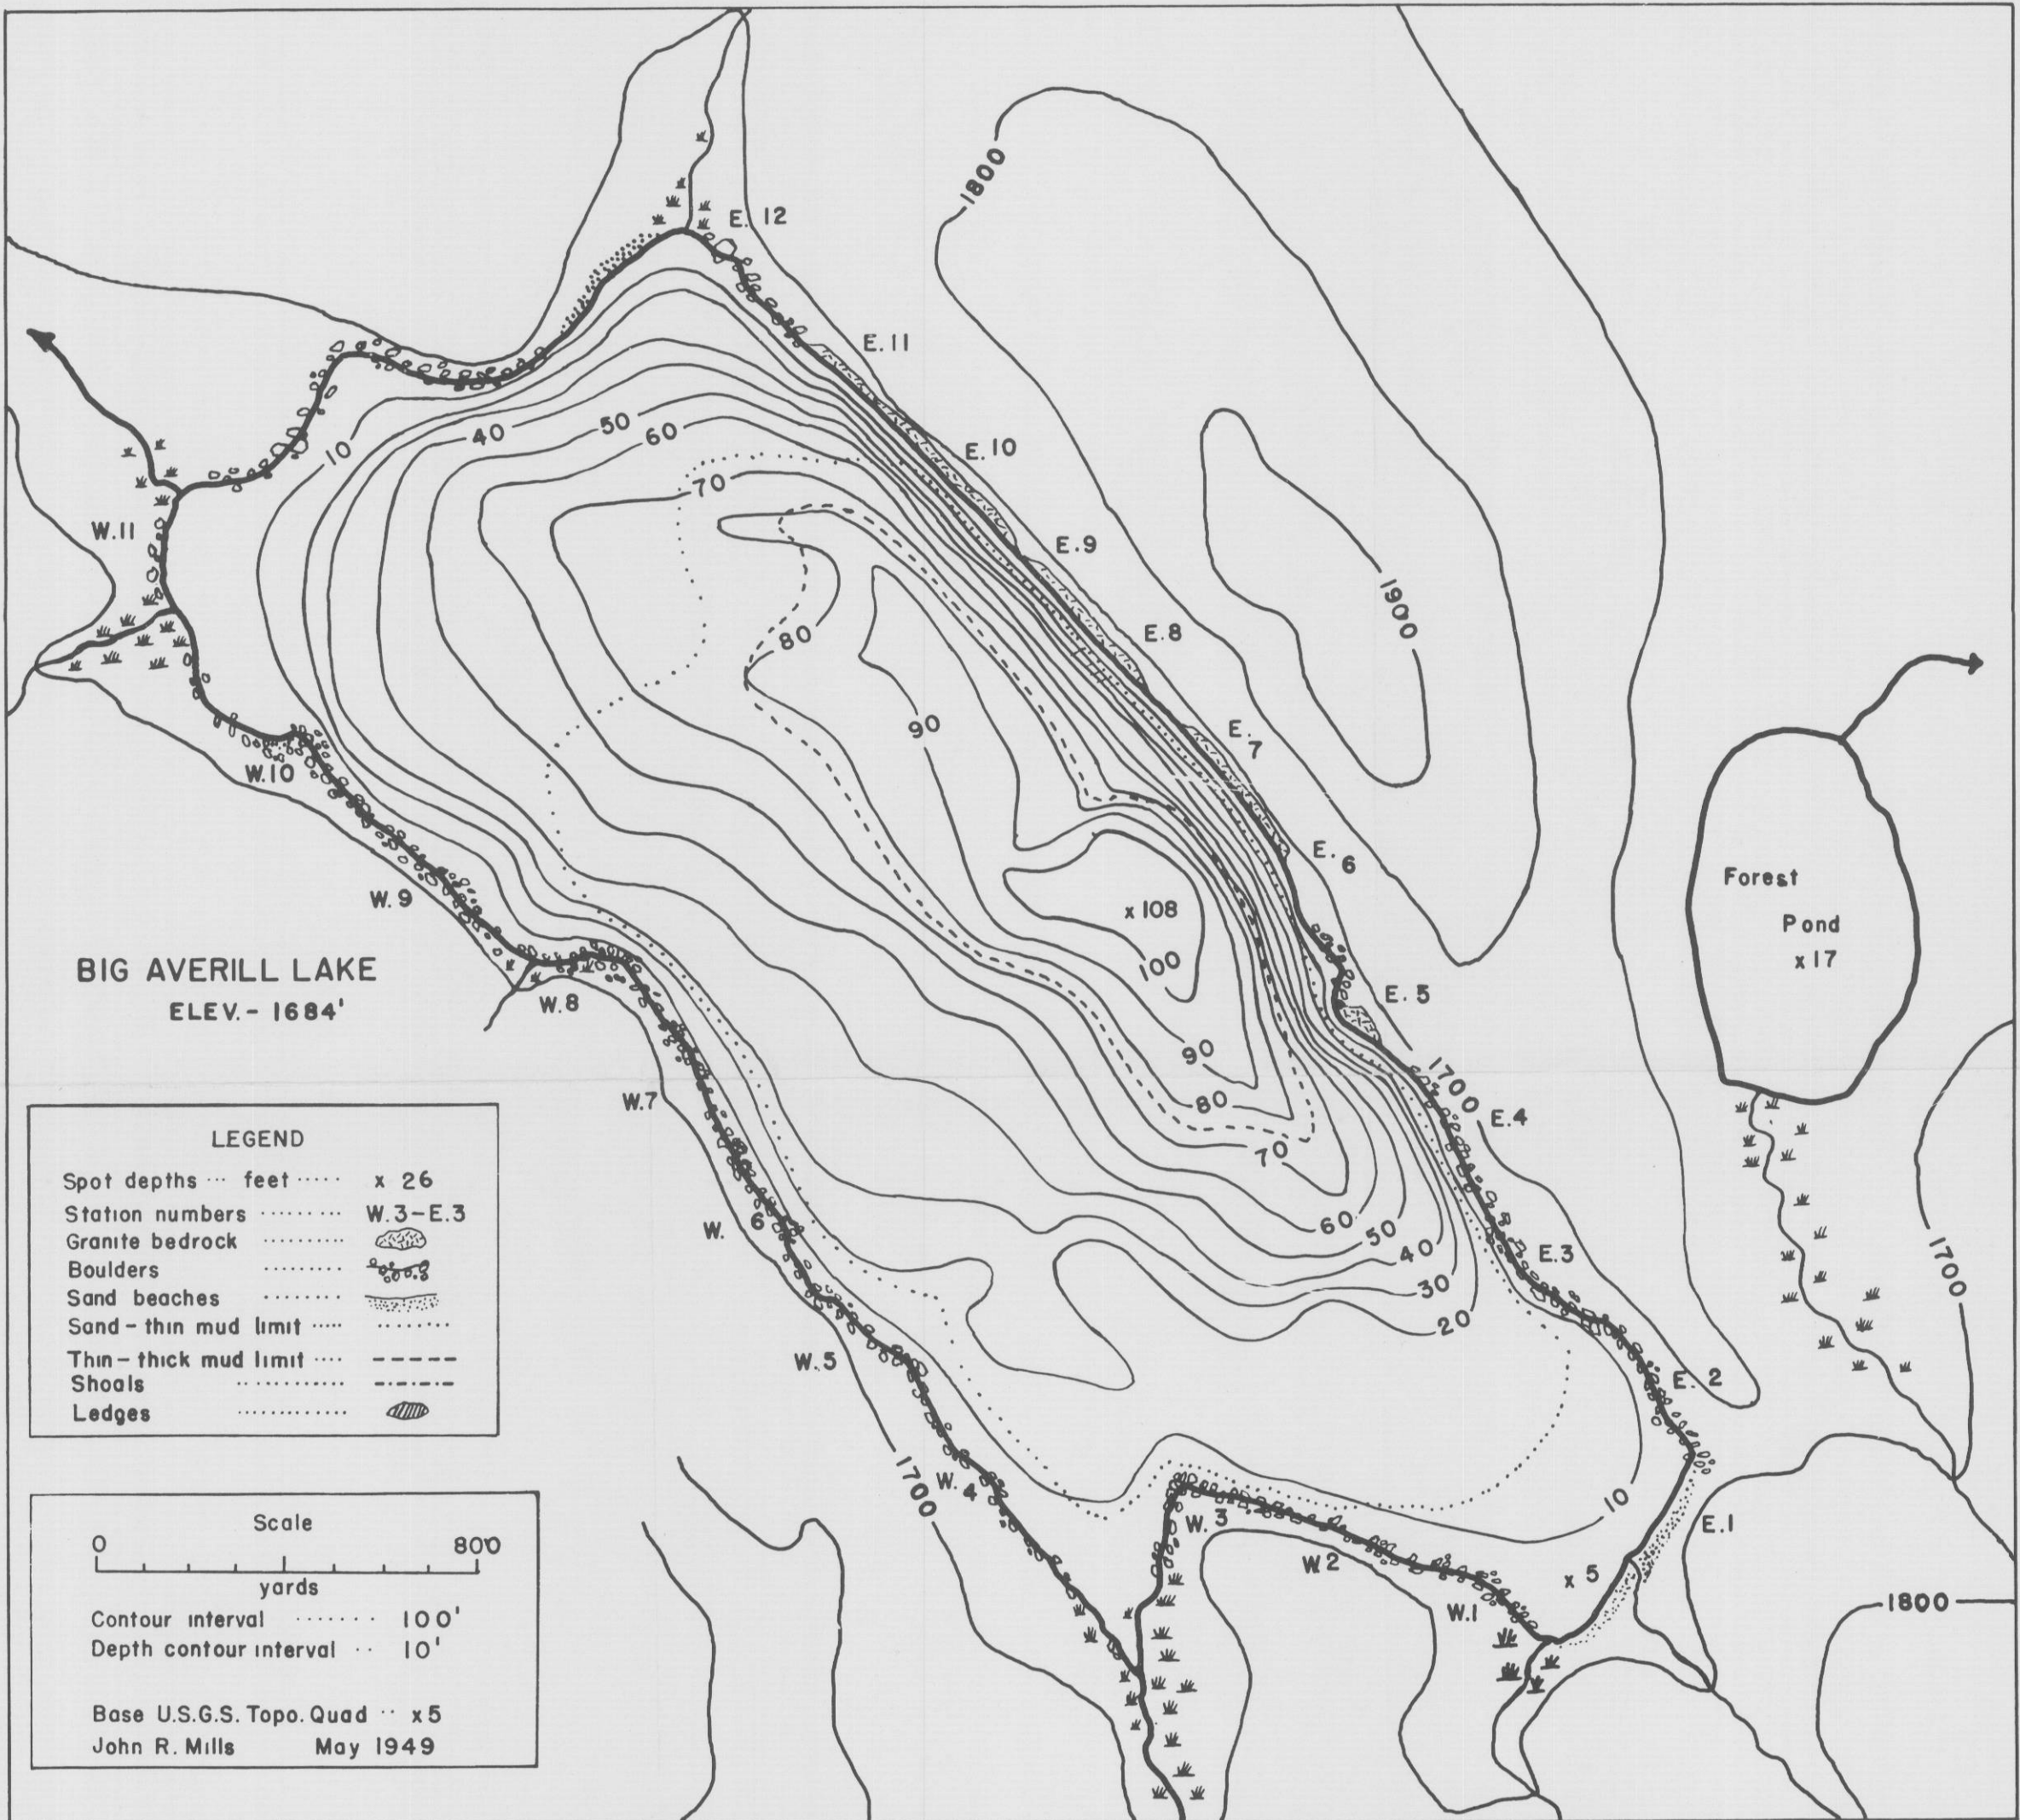 1800
E. 12
E. 11
10
40
50
60
E. 10
70
W. 11
E. 9
1900
E. 8
80
90
E. 7
W. 10
E. 6
Forest
Pond
x 17
x 108
W. 9
100
BIG AVERILL LAKE
ELEV. - 1684'
W. 8
E. 5
90
1700
W. 7
80
E. 4
70
LEGEND
Spot depths ... feet ..... x 26
Station numbers ......... W. 3 - E. 3
Granite bedrock .........
Boulders ........
Sand beaches .......
Sand - thin mud limit ..... .......
Thin - thick mud limit .... ------
Shoals ........... -.-.-.-
Ledges ............
W. 6
60
50
40
30
20
E. 3
1700
W. 5
E. 2
1700
W. 4
W. 3
10
E. 1
W. 2
x 5
W. 1
1800
Scale
0 800
yards
Contour interval ....... 100'
Depth contour interval .. 10'
Base U.S.G.S. Topo. Quad .. x 5
John R. Mills May 1949